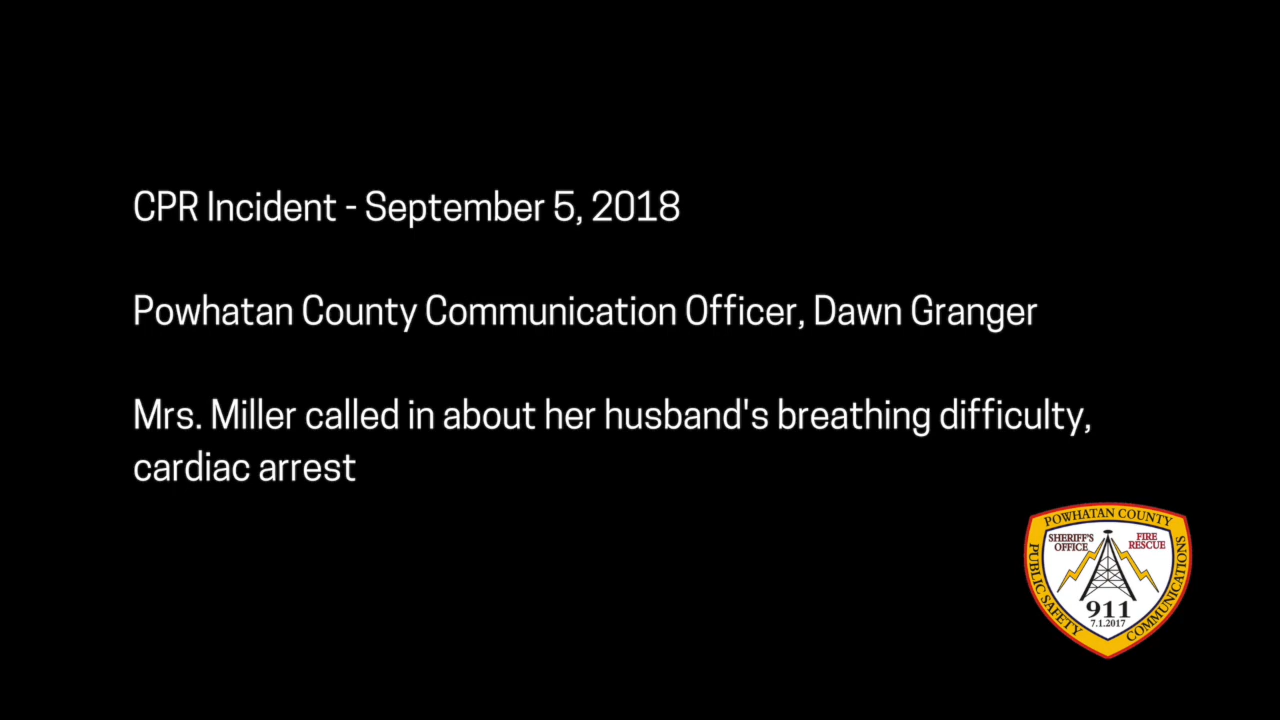 CPR Incident - September 5, 2018
Powhatan County Communication Officer, Dawn Granger
Mrs. Miller called in about her husband's breathing difficulty,
cardiac arrest
POWHATAN COUNTY
SHERIFF'S
OFFICE
FIRE
RESCUE
PUBLIC SAFETY
COMMUNICATIONS
911
7.1.2017